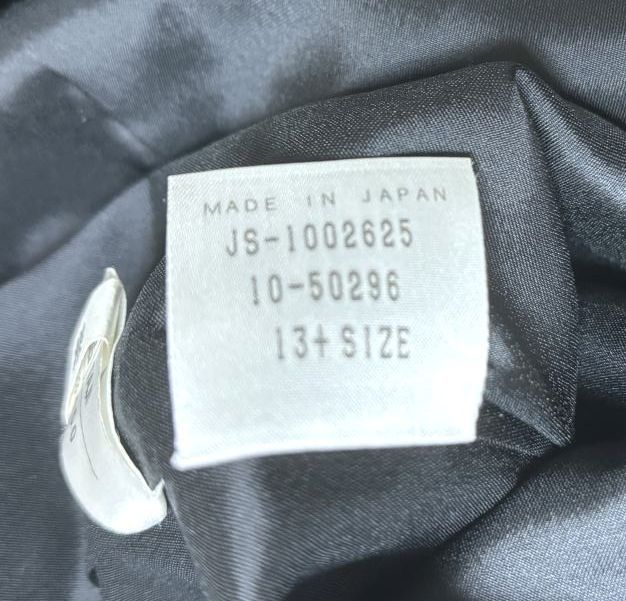 MADE IN JAPAN
JS-1002625
10-50296
13+ SIZE